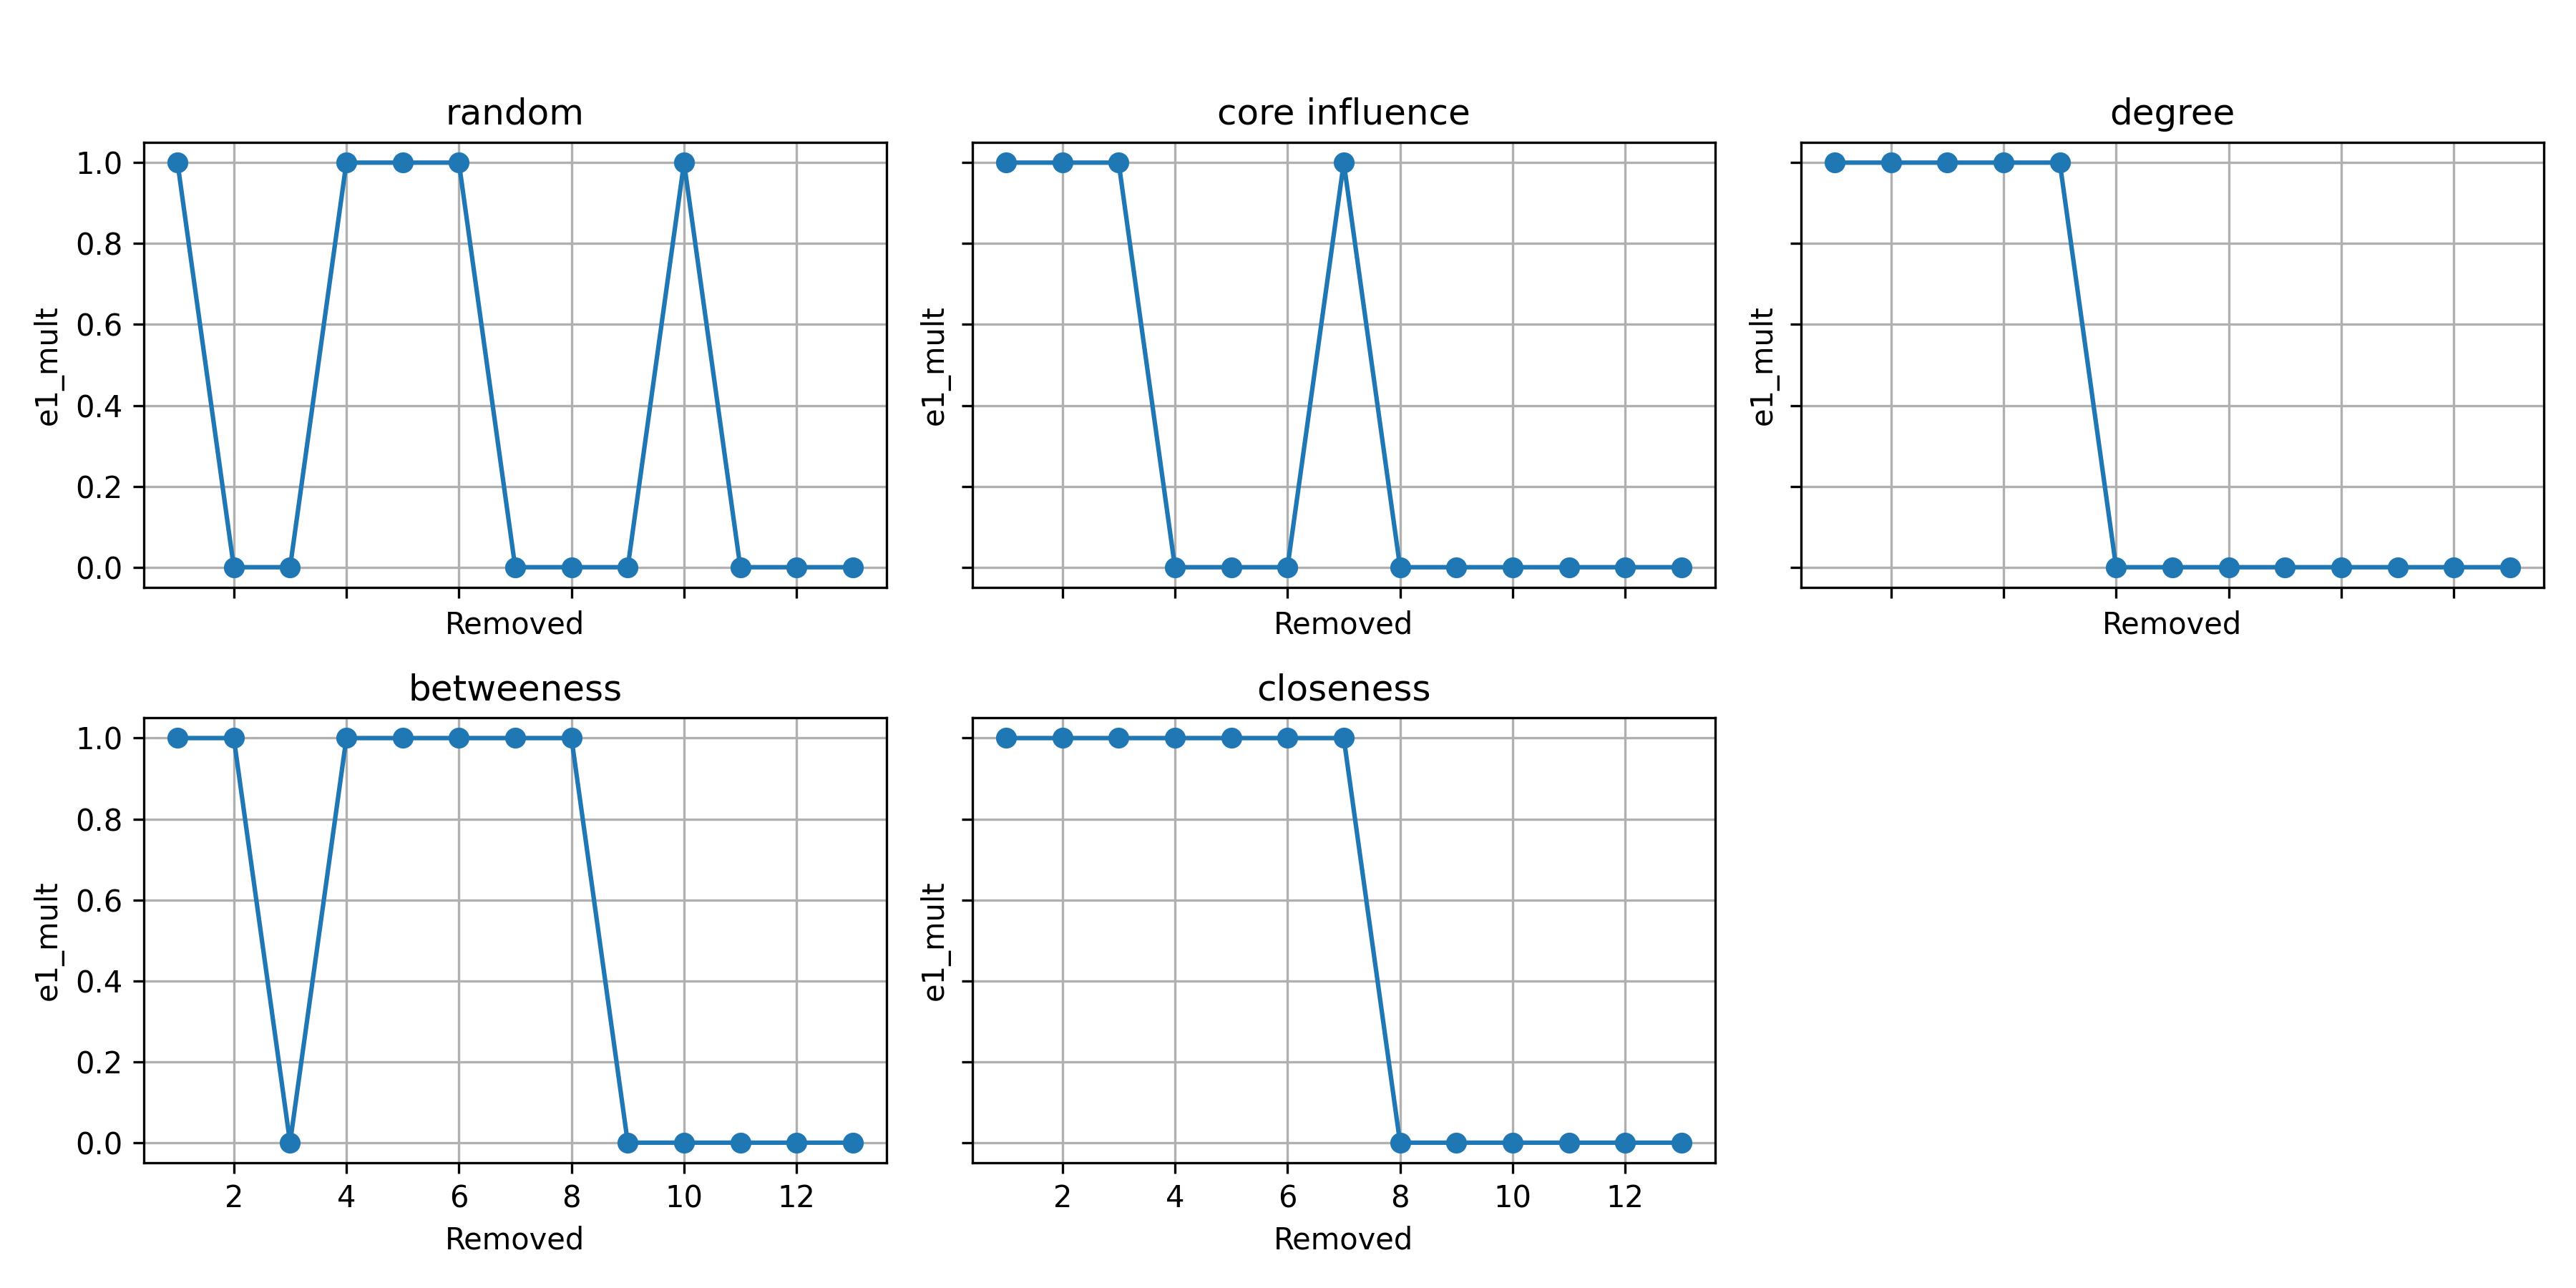 random
core influence
degree
1.0
0.8
0.6
0.4
0.2
0.0
e1_mult
e1_mult
e1_mult
Removed
Removed
Removed
betweeness
closeness
1.0
0.8
0.6
0.4
0.2
0.0
e1_mult
e1_mult
2 4 6 8 10 12
2 4 6 8 10 12
Removed
Removed